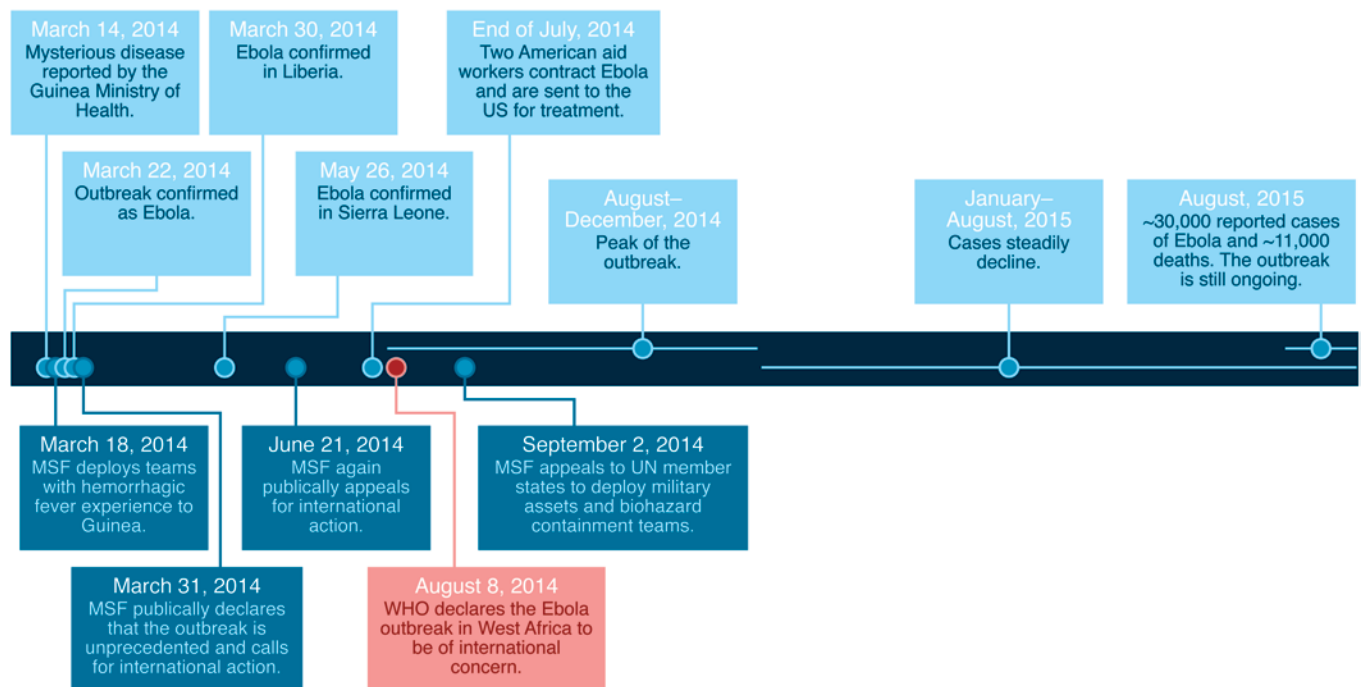 March 14, 2014
Mysterious disease
reported by the
Guinea Ministry of
Health.
March 30, 2014
Ebola confirmed
in Liberia.
End of July, 2014
Two American aid
workers contract Ebola
and are sent to the
US for treatment.
March 22, 2014
Outbreak confirmed
as Ebola.
May 26, 2014
Ebola confirmed
in Sierra Leone.
August–
December, 2014
Peak of the
outbreak.
January–
August, 2015
Cases steadily
decline.
August, 2015
~30,000 reported cases
of Ebola and ~11,000
deaths. The outbreak
is still ongoing.
March 18, 2014
MSF deploys teams
with hemorrhagic
fever experience to
Guinea.
June 21, 2014
MSF again
publically appeals
for international
action.
September 2, 2014
MSF appeals to UN member
states to deploy military
assets and biohazard
containment teams.
March 31, 2014
MSF publically declares
that the outbreak is
unprecedented and calls
for international action.
August 8, 2014
WHO declares the Ebola
outbreak in West Africa to
be of international
concern.